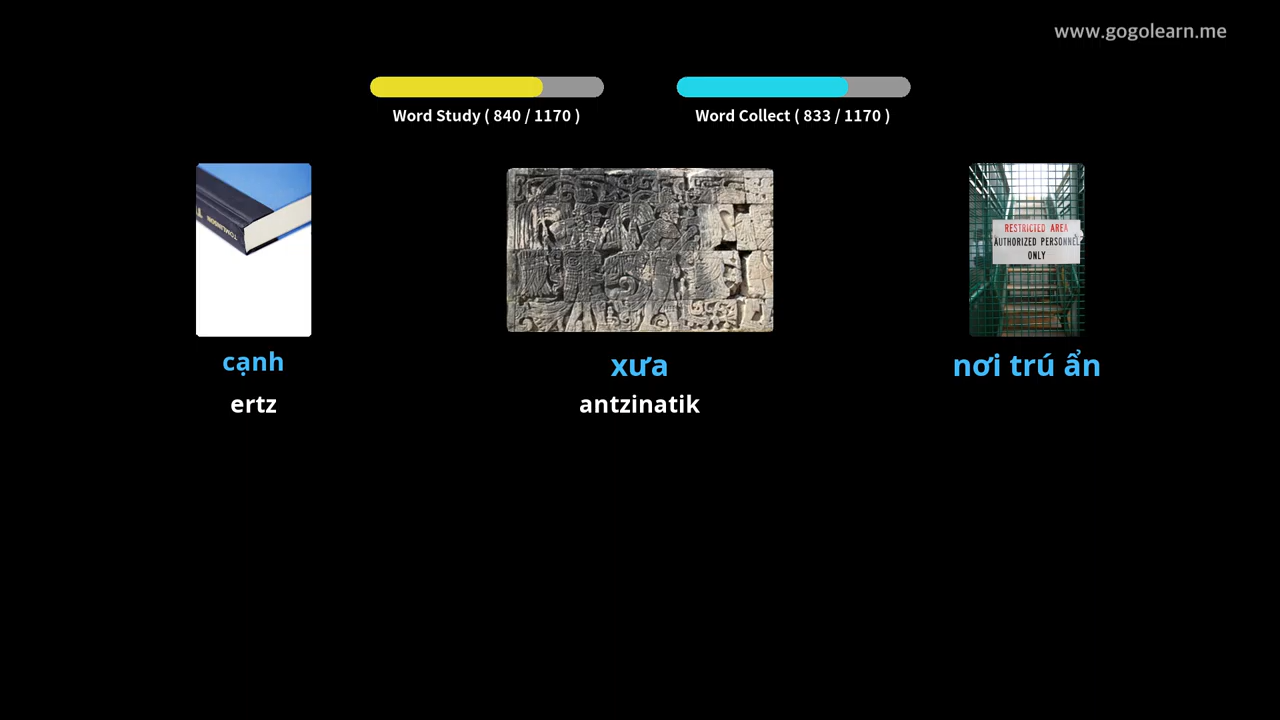 www.gogolearn.me
Word Study ( 840 / 1170 )
Word Collect ( 833 / 1170 )
TOMLINSON
RESTRICTED AREA
AUTHORIZED PERSONNEL
ONLY
cạnh
xưa
nơi trú ẩn
ertz
antzinatik